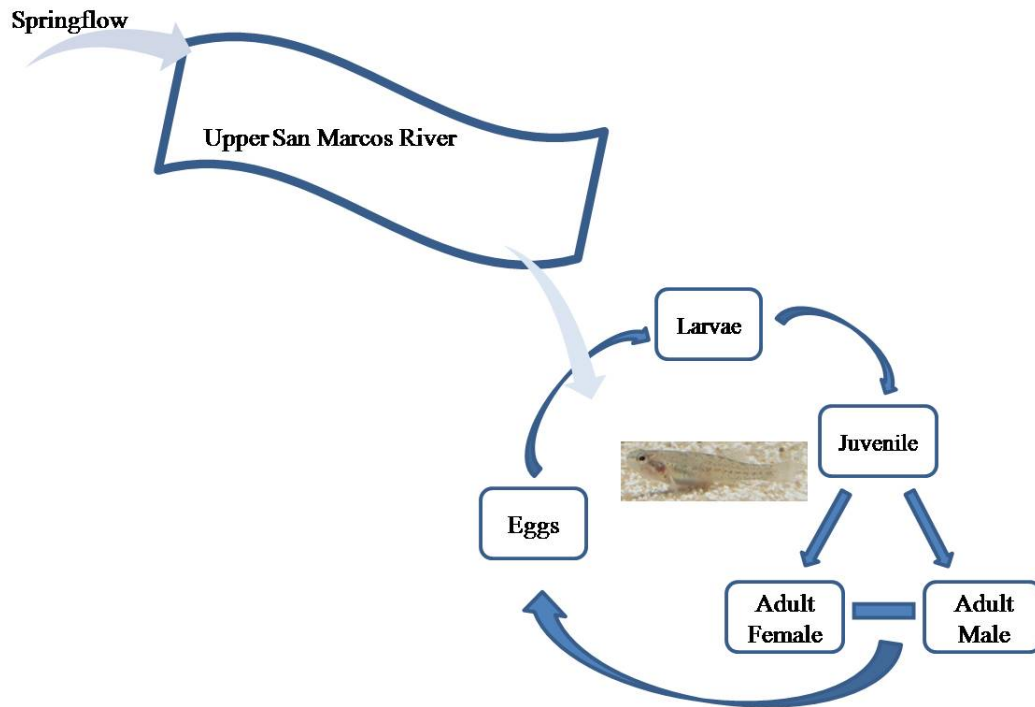 Springflow
Upper San Marcos River
Larvae
Juvenile
Eggs
Adult
Female
Adult
Male